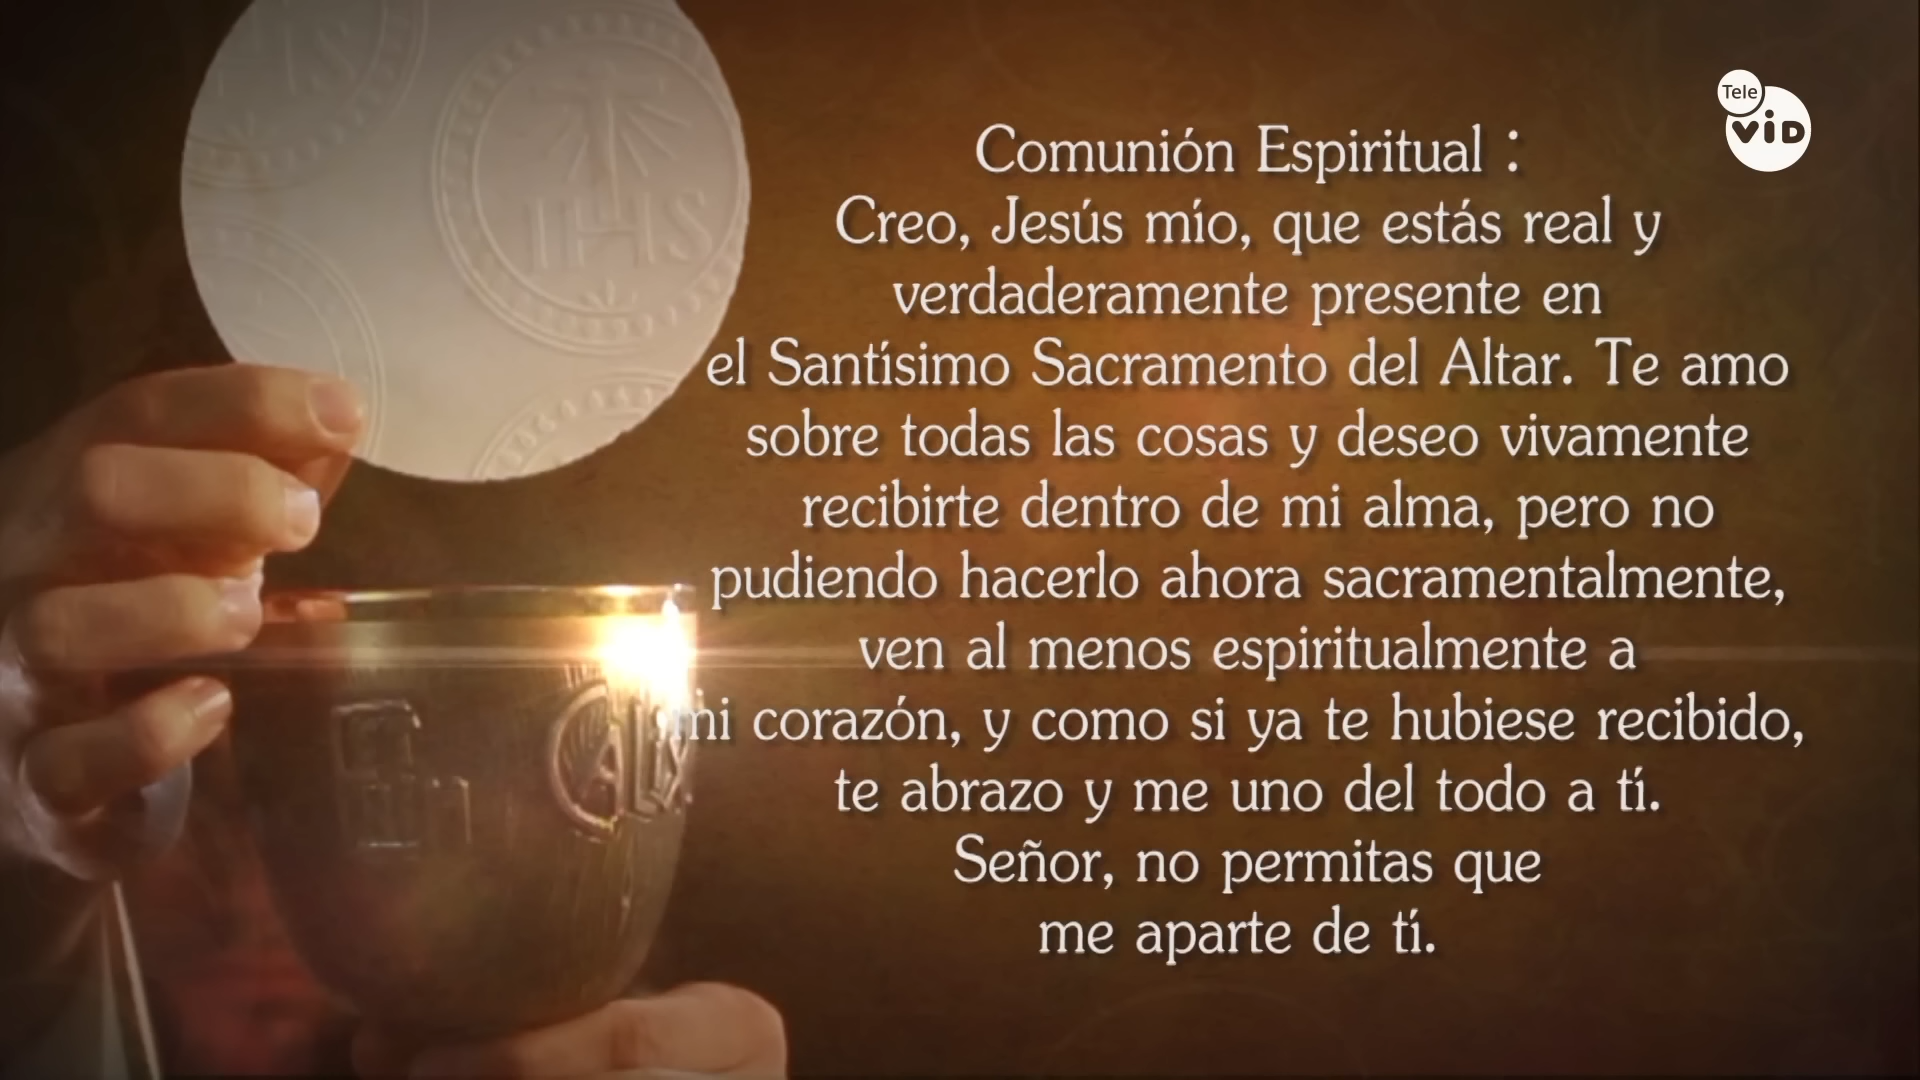 IHS
Tele
ViD
Comunión Espiritual :
Creo, Jesús mío, que estás real y
verdaderamente presente en
el Santísimo Sacramento del Altar. Te amo
sobre todas las cosas y deseo vivamente
recibirte dentro de mi alma, pero no
pudiendo hacerlo ahora sacramentalmente,
ven al menos espiritualmente a
mi corazón, y como si ya te hubiese recibido,
te abrazo y me uno del todo a tí.
Señor, no permitas que
me aparte de tí.